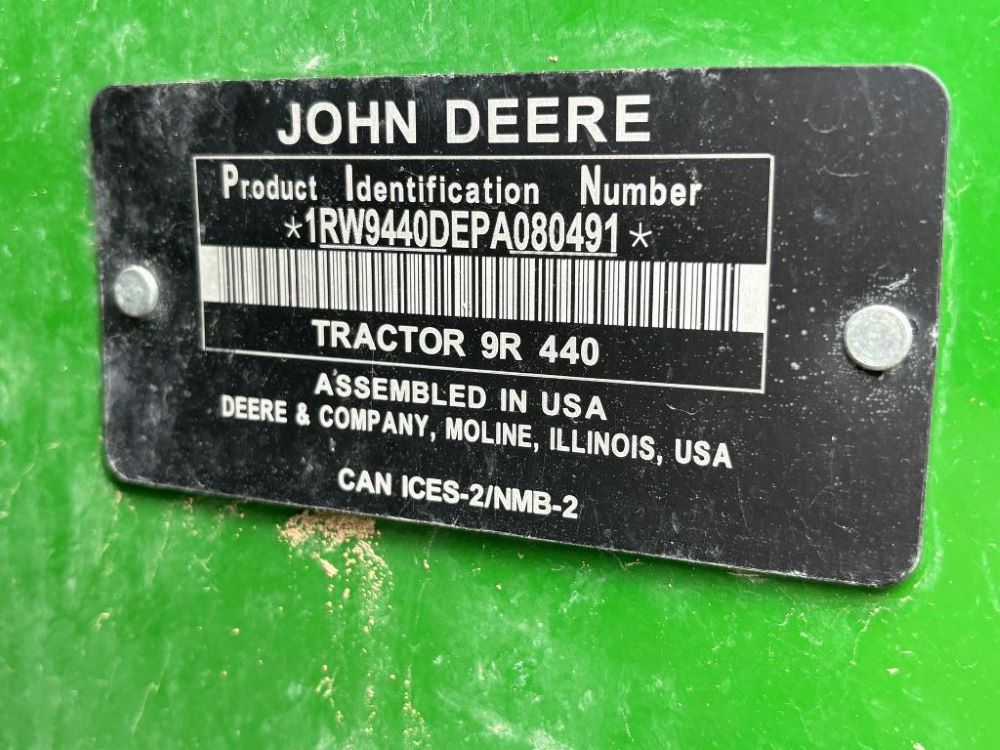 JOHN DEERE
Product Identification Number
*1RW9440DEPA080491*
TRACTOR 9R 440
ASSEMBLED IN USA
DEERE & COMPANY, MOLINE, ILLINOIS, USA
CAN ICES-2/NMB-2